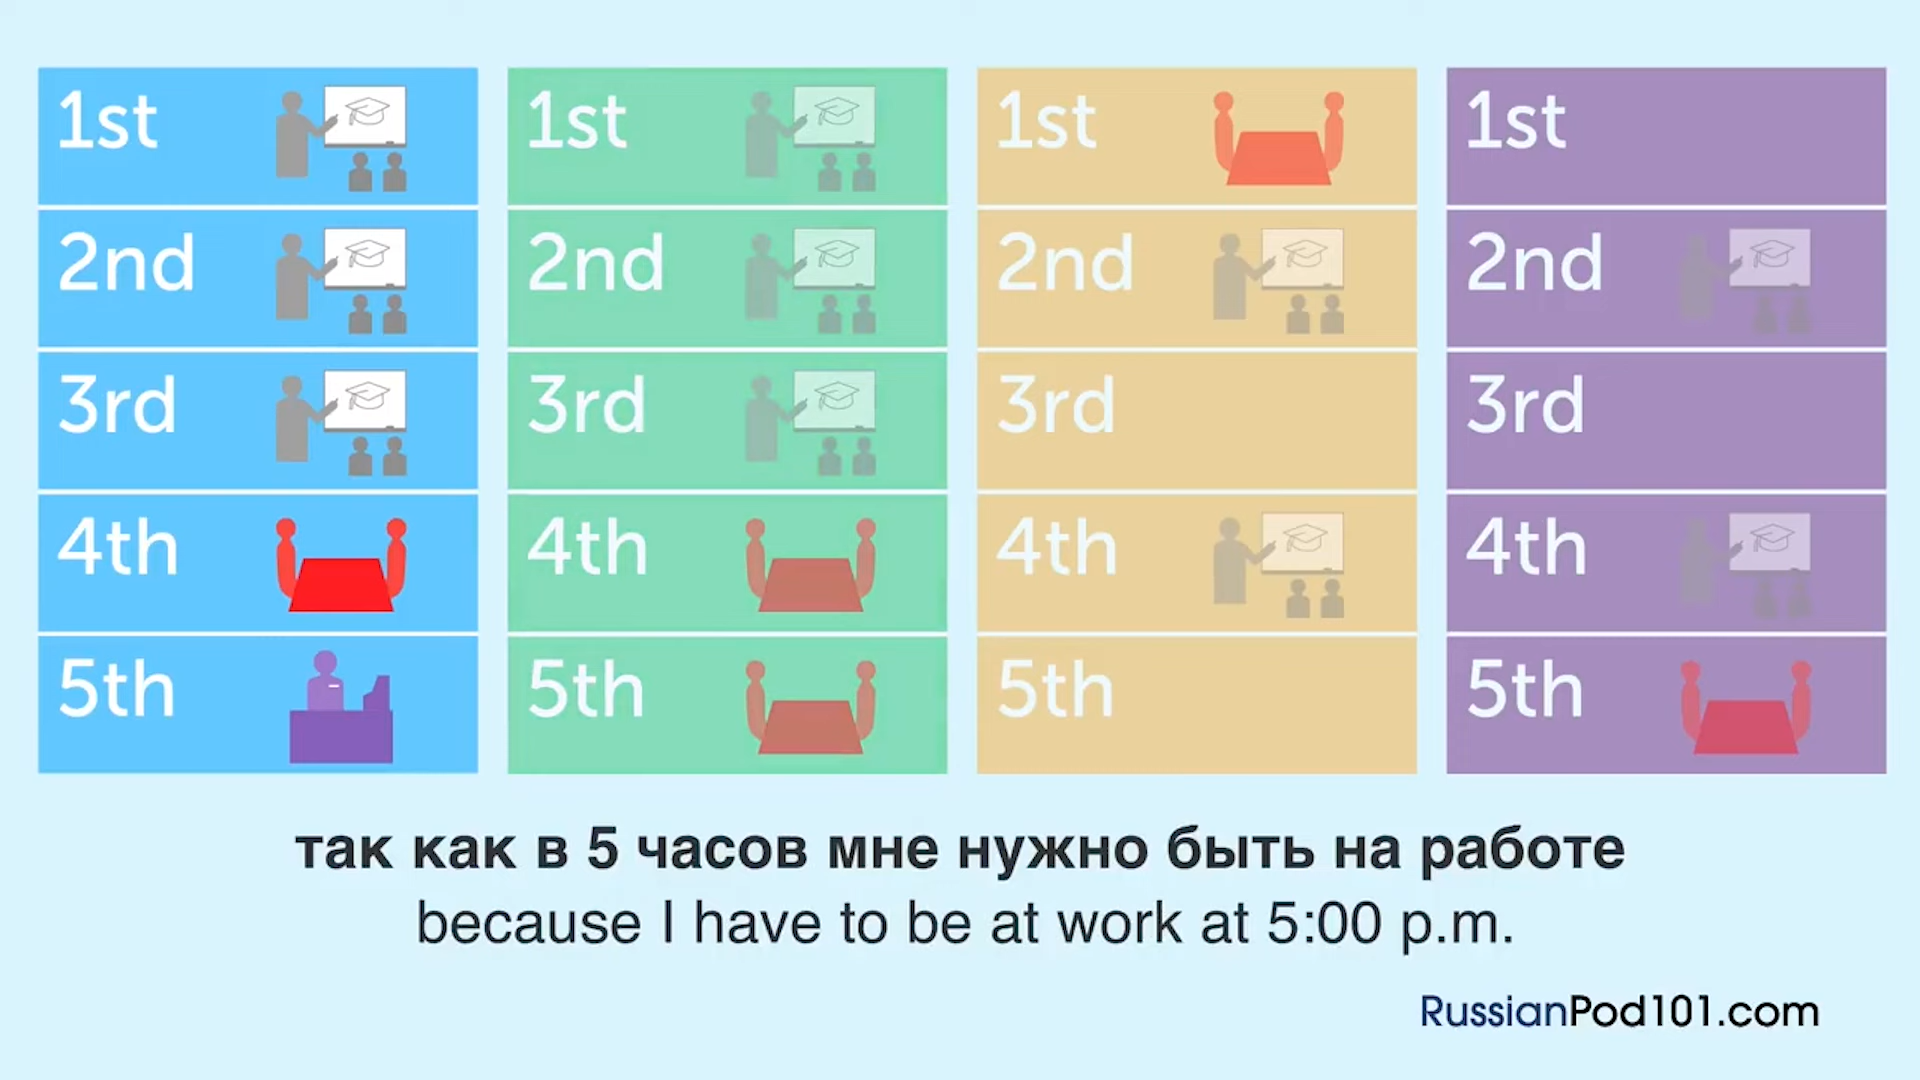 1st
2nd
3rd
4th
5th
1st
2nd
3rd
4th
5th
1st
2nd
3rd
4th
5th
1st
2nd
3rd
4th
5th
так как в 5 часов мне нужно быть на работе
because I have to be at work at 5:00 p.m.
RussianPod101.com